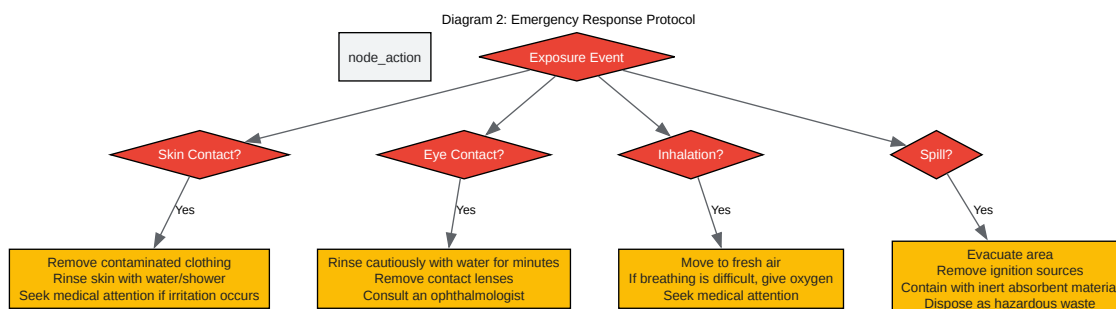 Diagram 2: Emergency Response Protocol
node_action
Exposure Event
Skin Contact?
Eye Contact?
Inhalation?
Spill?
Yes
Yes
Yes
Yes
Remove contaminated clothing
Rinse skin with water/shower
Seek medical attention if irritation occurs
Rinse cautiously with water for minutes
Remove contact lenses
Consult an ophthalmologist
Move to fresh air
If breathing is difficult, give oxygen
Seek medical attention
Evacuate area
Remove ignition sources
Contain with inert absorbent material
Dispose as hazardous waste